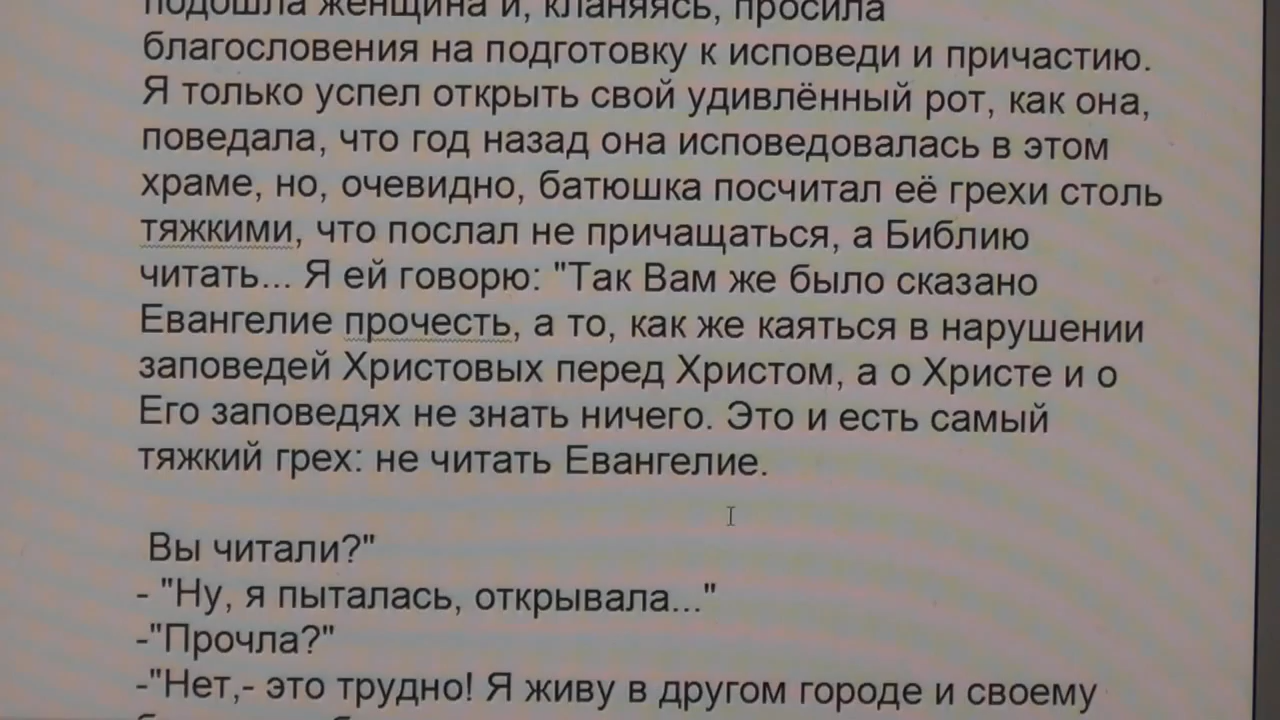 подошла женщина и, кланяясь, просила
благословения на подготовку к исповеди и причастию.
Я только успел открыть свой удивлённый рот, как она,
поведала, что год назад она исповедовалась в этом
храме, но, очевидно, батюшка посчитал её грехи столь
тяжкими, что послал не причащаться, а Библию
читать... Я ей говорю: "Так Вам же было сказано
Евангелие прочесть, а то, как же каяться в нарушении
заповедей Христовых перед Христом, а о Христе и о
Его заповедях не знать ничего. Это и есть самый
тяжкий грех: не читать Евангелие.
Вы читали?"
- "Ну, я пыталась, открывала..."
-"Прочла?"
-"Нет,- это трудно! Я живу в другом городе и своему